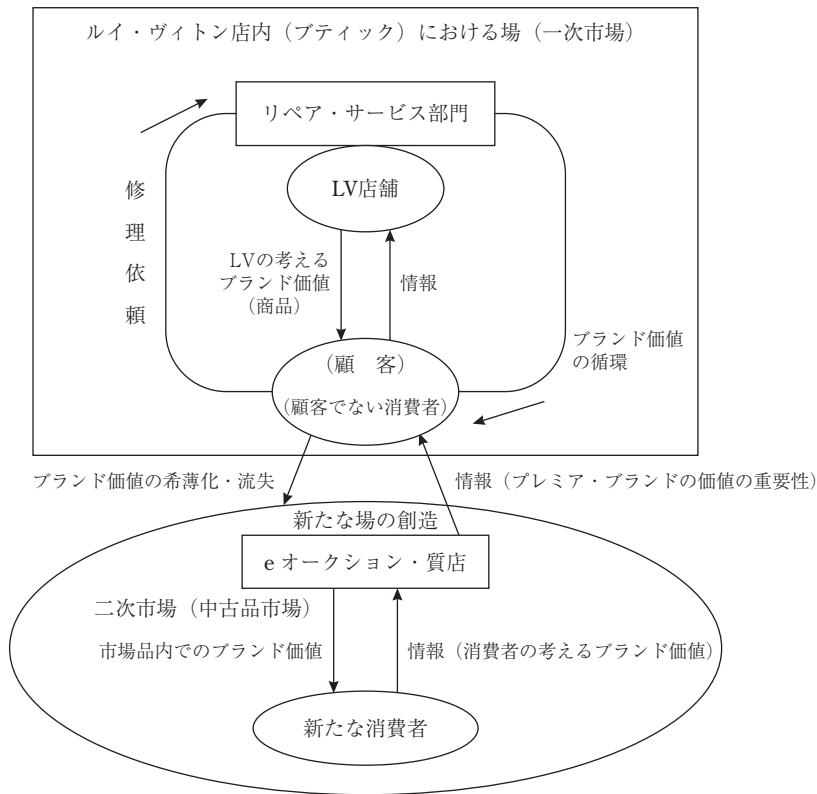 ルイ・ヴィトン店内（ブティック）における場（一次市場）
リペア・サービス部門
LV店舗
修理依頼
LVの考える
ブランド価値
（商品）
情報
ブランド価値
の循環
（顧　客）
（顧客でない消費者）
ブランド価値の希薄化・流失
情報（プレミア・ブランドの価値の重要性）
新たな場の創造
eオークション・質店
二次市場（中古品市場）
市場品内でのブランド価値
情報（消費者の考えるブランド価値）
新たな消費者